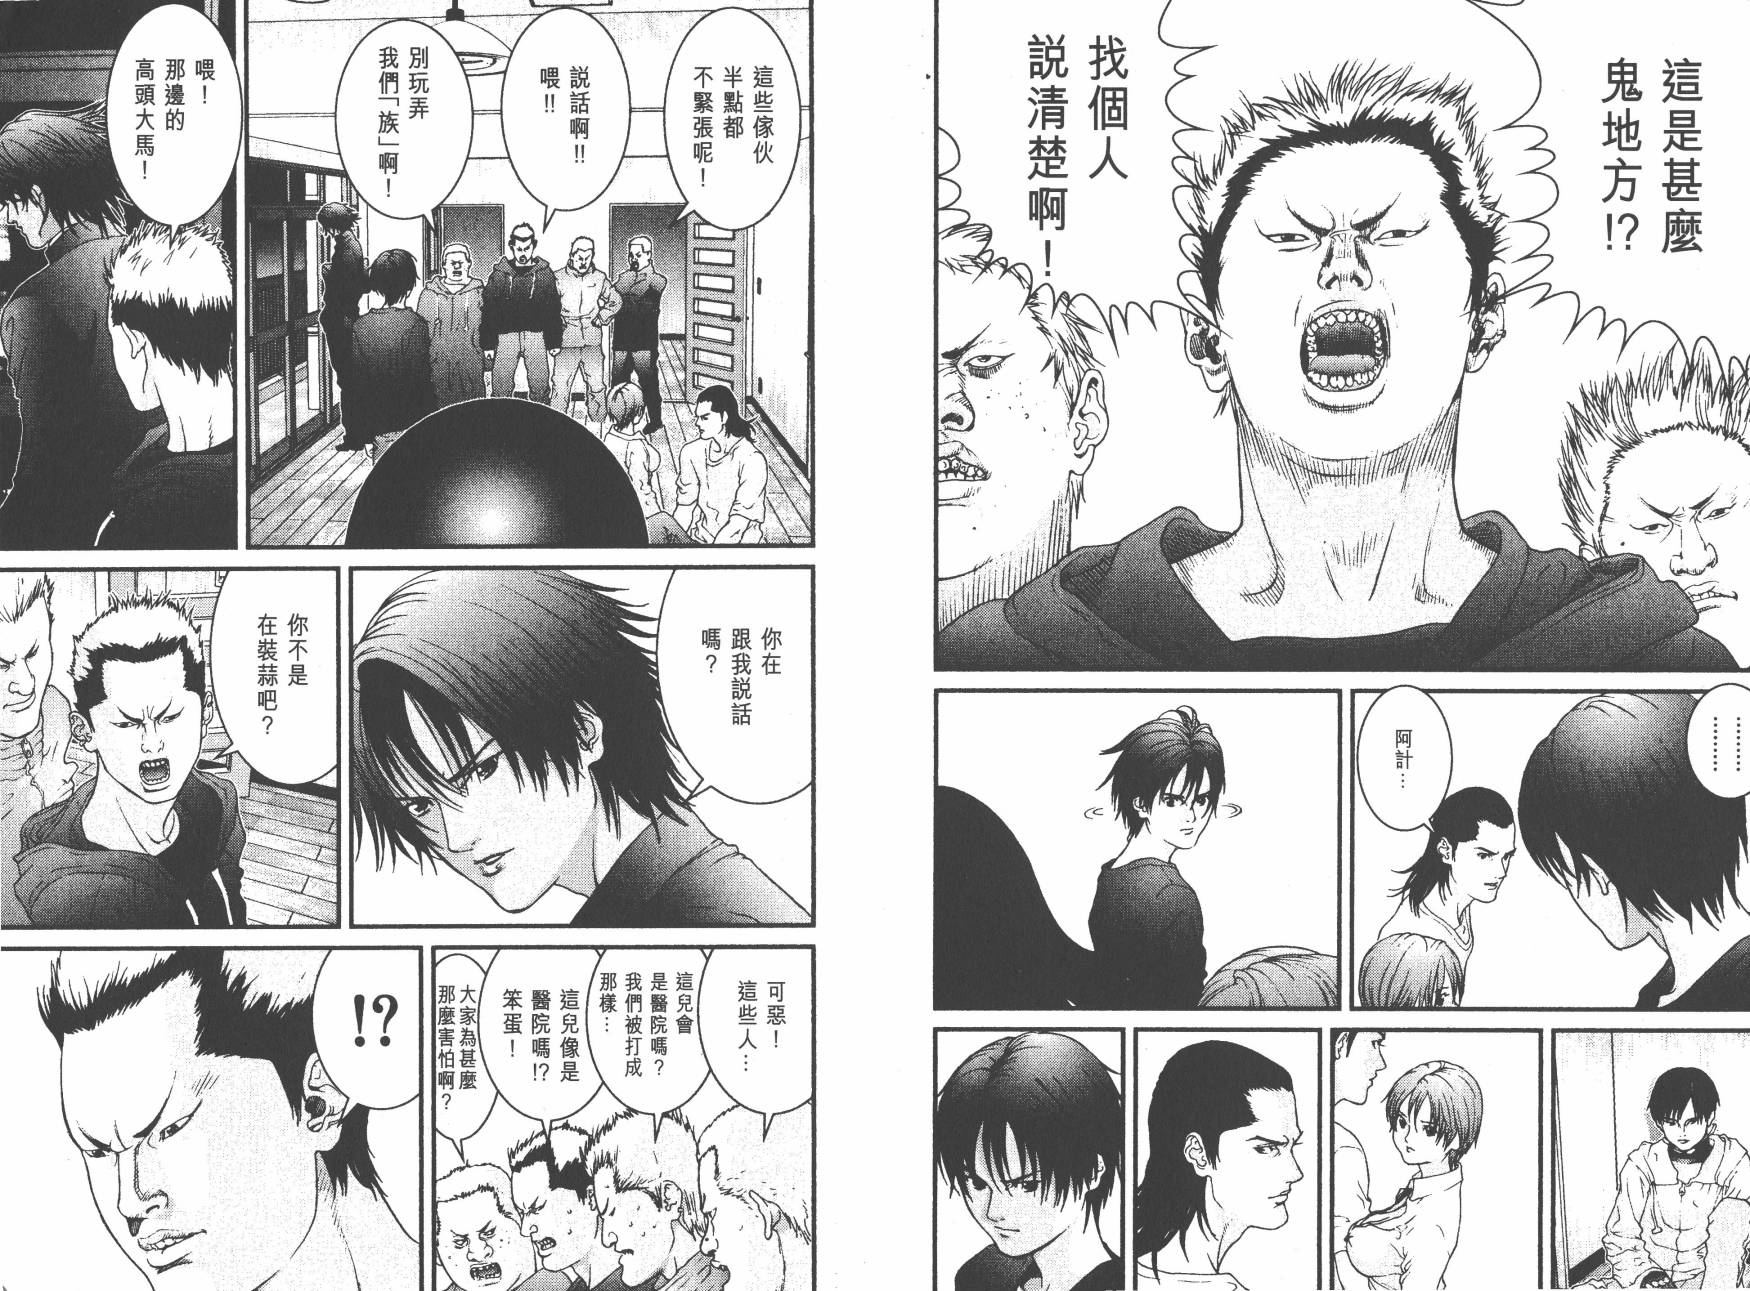 這是甚麼
鬼地方!?
找個人
說清楚啊！
………
………
阿計…
這些傢伙
半點都
不緊張呢！
說話啊!!
喂!!
別玩弄
我們「族」啊！
喂！
那邊的
高頭大馬！
你在
跟我說話
嗎？
你不是
在裝蒜吧？
可惡！
這些人…
這兒會
是醫院嗎？
我們被打成
那樣…
這兒像是
醫院嗎!?
笨蛋！
大家為甚麼
那麼害怕啊？
!?